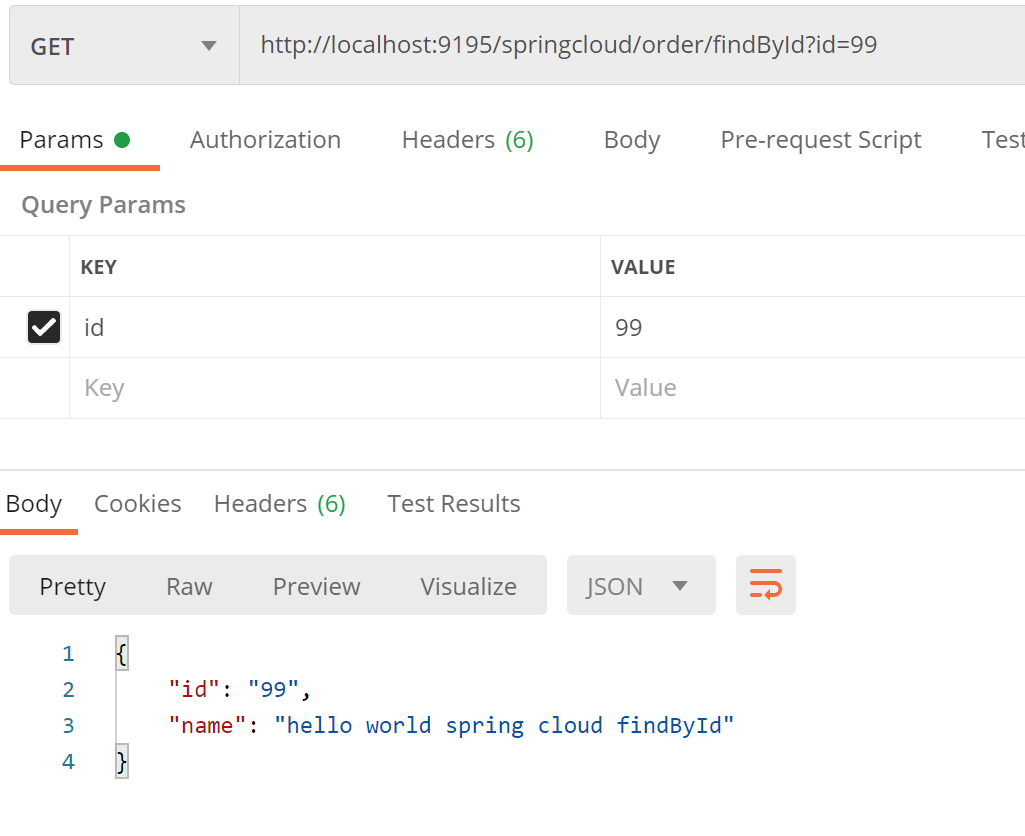 GET http://localhost:9195/springcloud/order/findById?id=99
Params Authorization Headers (6) Body Pre-request Script Test
Query Params
KEY VALUE
id 99
Key Value
Body Cookies Headers (6) Test Results
Pretty Raw Preview Visualize JSON
1 {
2 "id": "99",
3 "name": "hello world spring cloud findById"
4 }